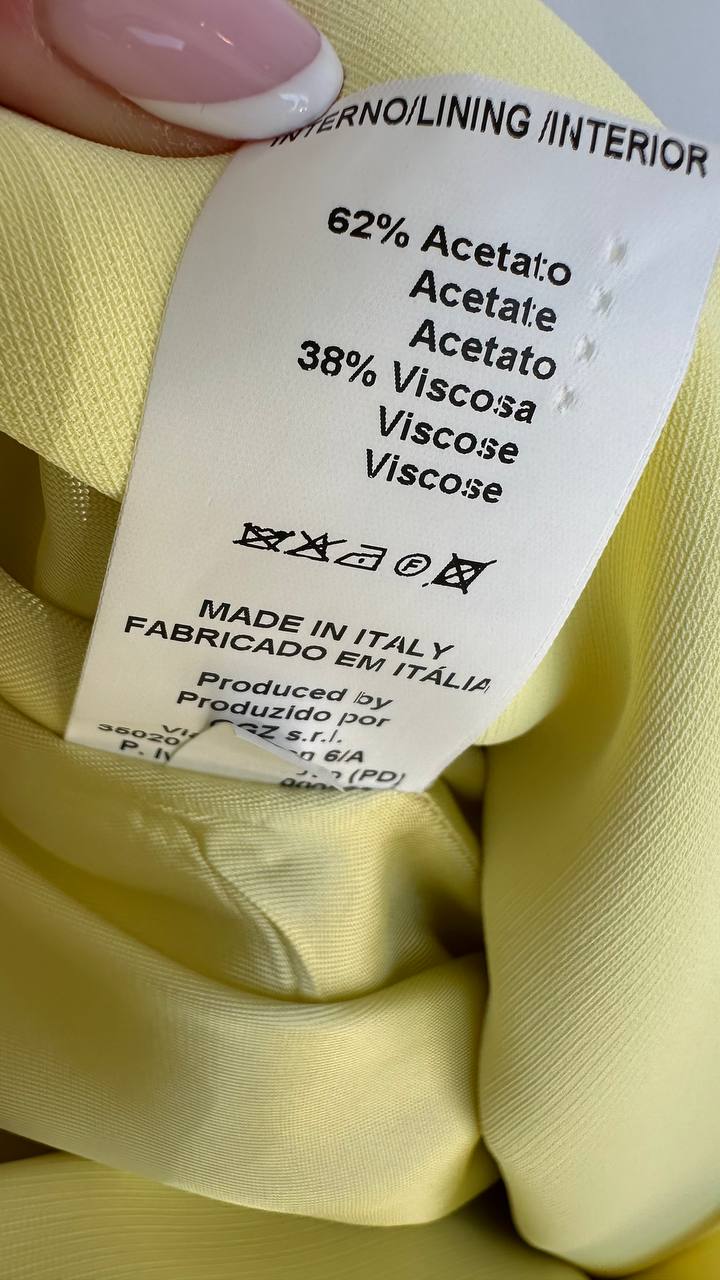 INTERNO/LINING /INTERIOR
62% Acetato
Acetate
Acetato
38% Viscosa
Viscose
Viscose
F
MADE IN ITALY
FABRICADO EM ITÁLIA
Produced by
Produzido por
s.r.l.
6/A
35020 (PD)
P.